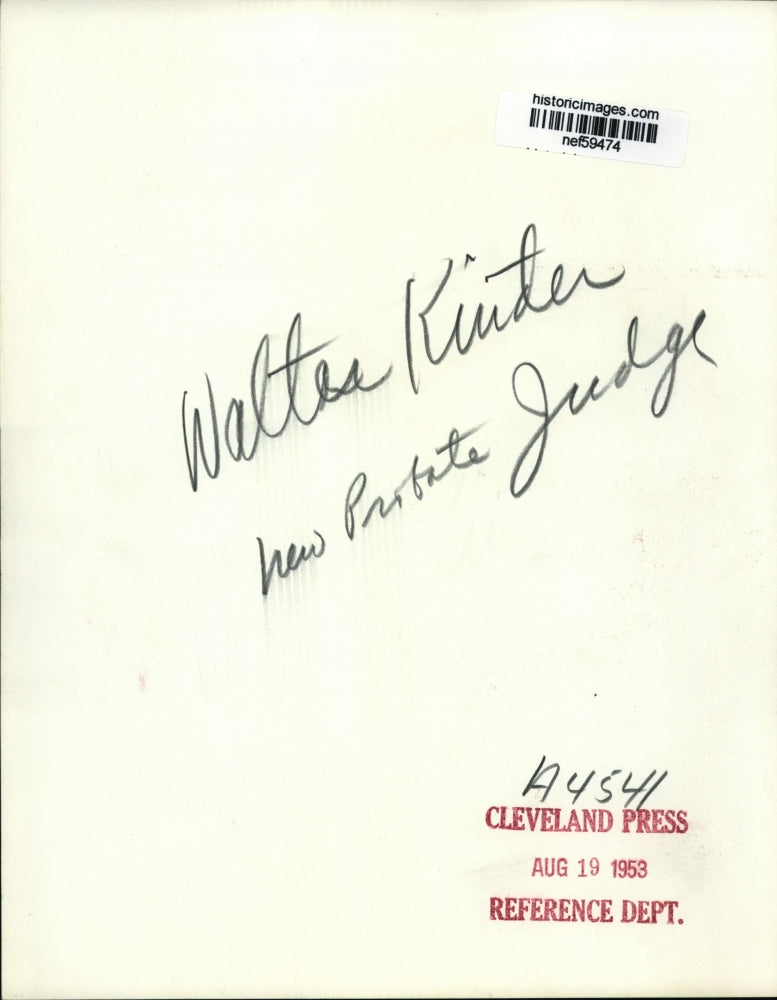 historicimages.com
nef59474
Walter Kinder
new Probate Judge
A4541
CLEVELAND PRESS
AUG 19 1953
REFERENCE DEPT.